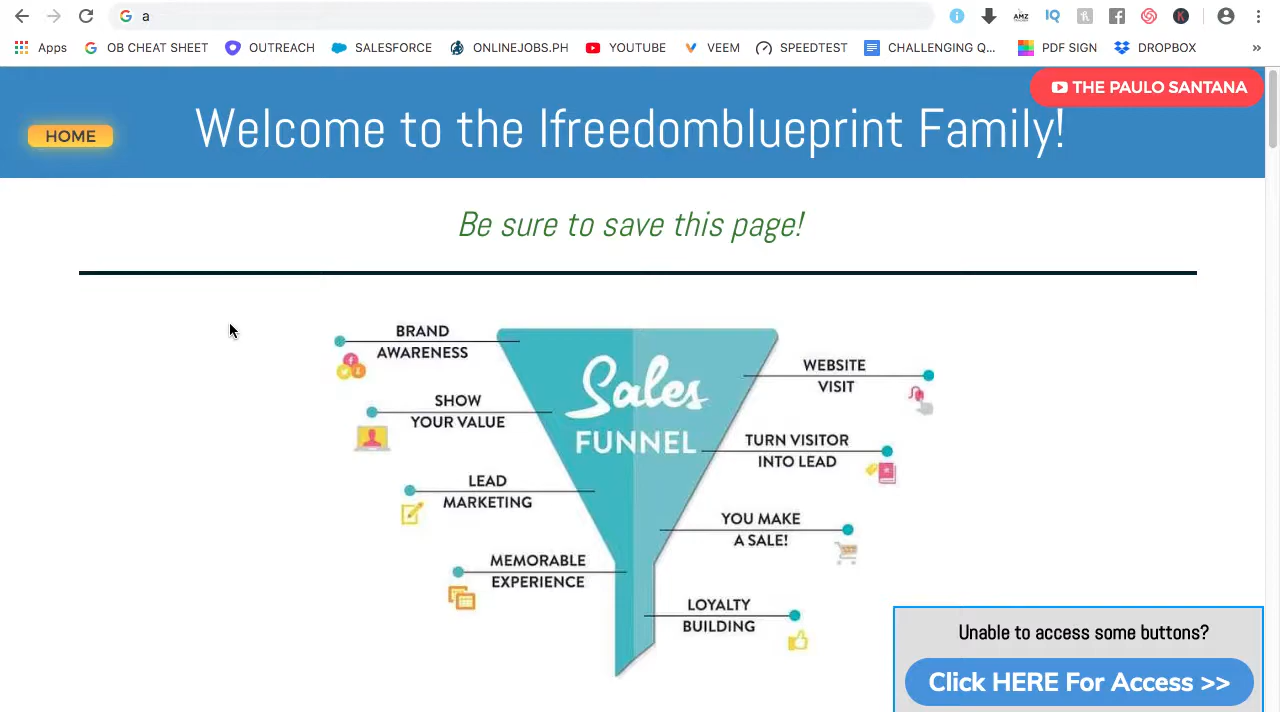 a
AMZ
IQ
h
K
Apps
OB CHEAT SHEET
OUTREACH
SALESFORCE
ONLINEJOBS.PH
YOUTUBE
VEEM
SPEEDTEST
CHALLENGING Q...
PDF SIGN
DROPBOX
»
THE PAULO SANTANA
HOME
Welcome to the Ifreedomblueprint Family!
Be sure to save this page!
BRAND
AWARENESS
SHOW
YOUR VALUE
LEAD
MARKETING
MEMORABLE
EXPERIENCE
Sales
FUNNEL
WEBSITE
VISIT
TURN VISITOR
INTO LEAD
YOU MAKE
A SALE!
LOYALTY
BUILDING
Unable to access some buttons?
Click HERE For Access >>